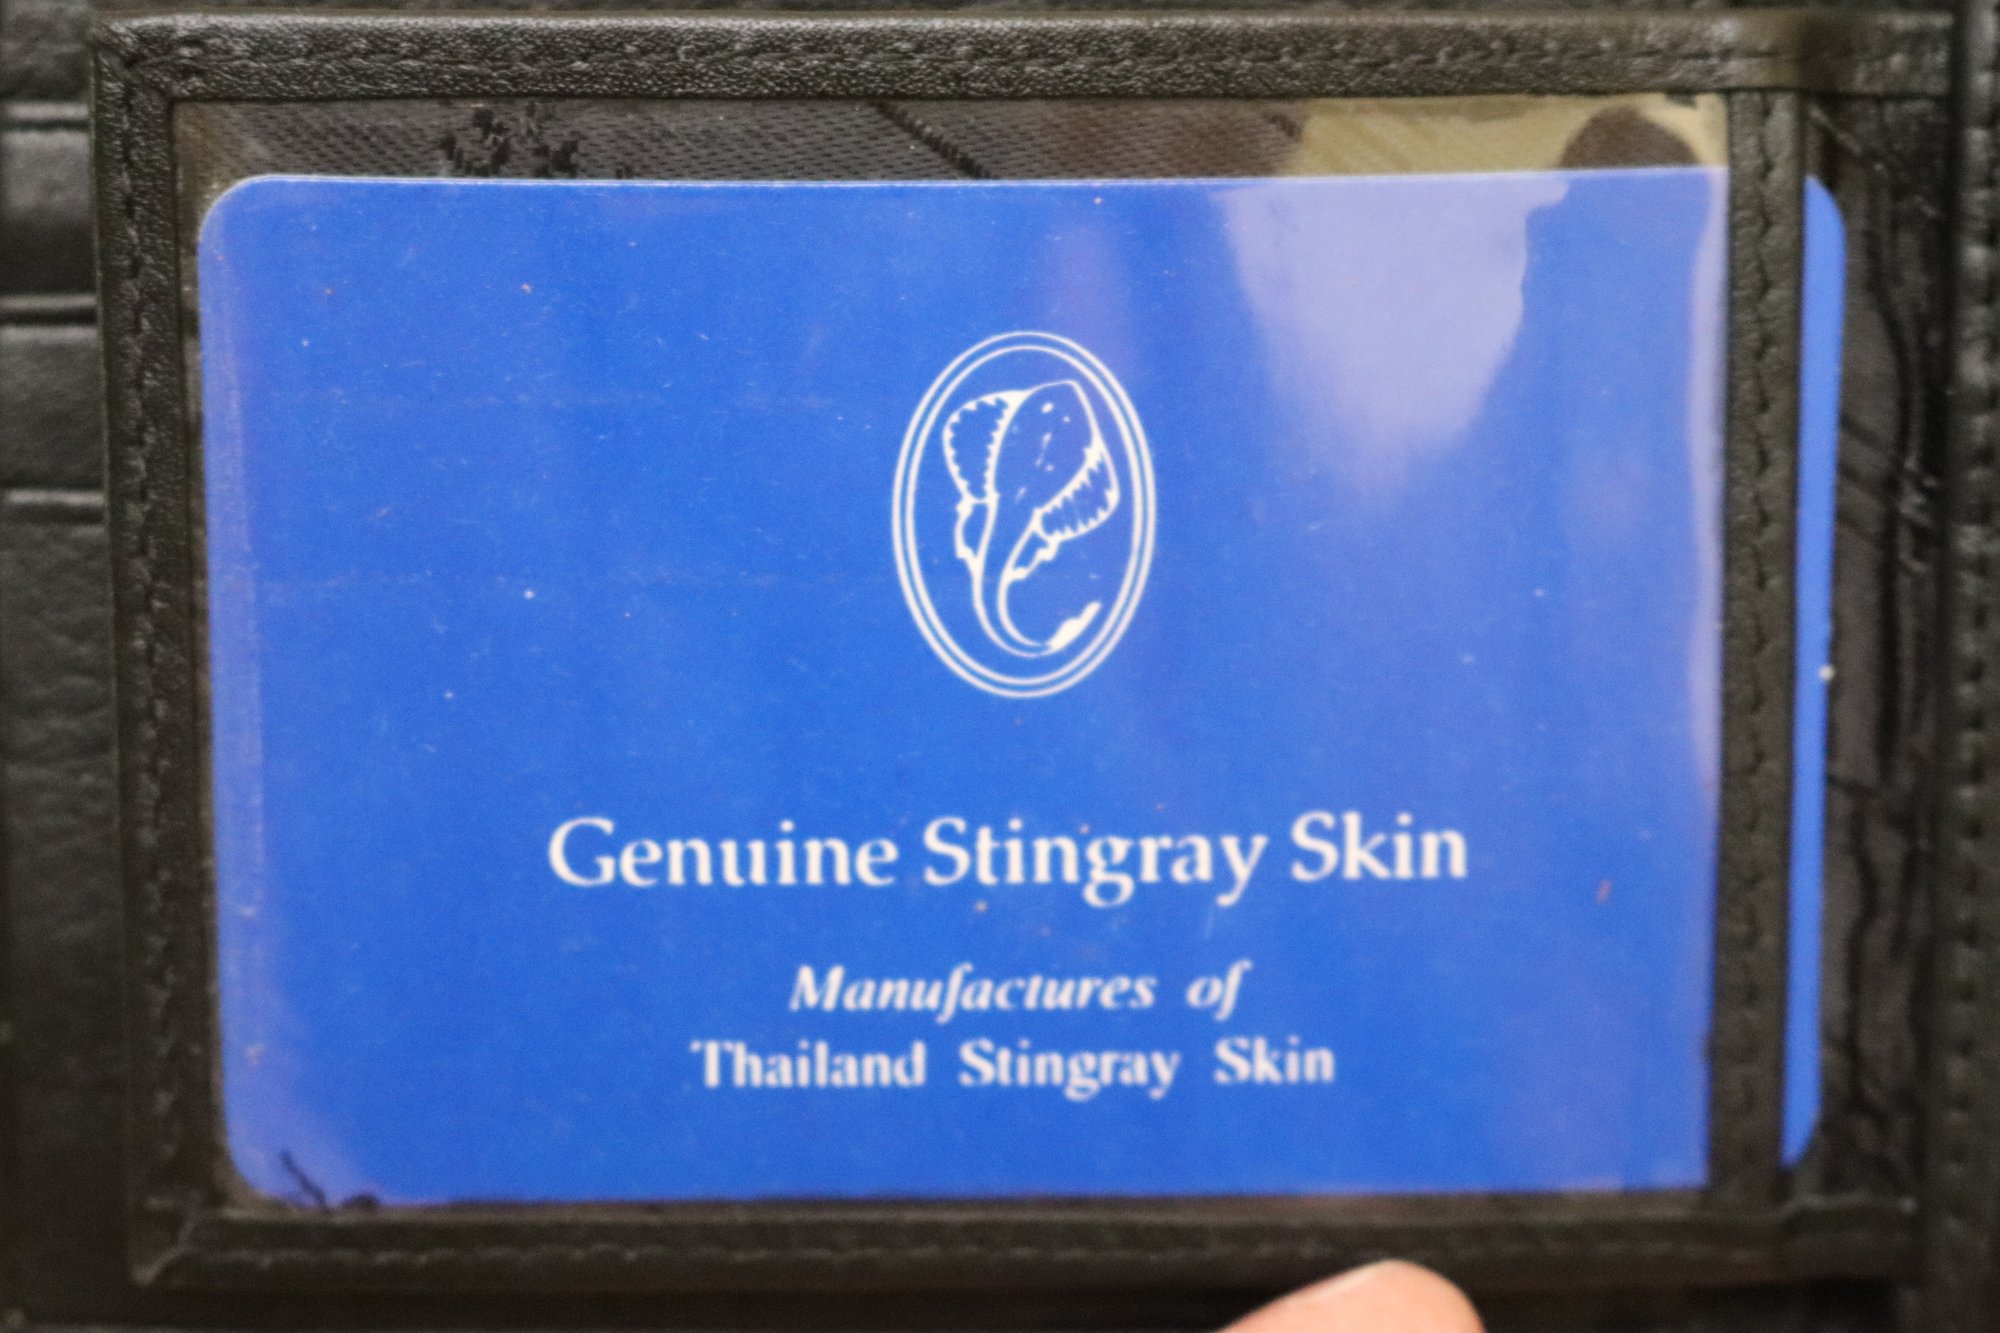 Genuine Stingray Skin
Manufactures of
Thailand Stingray Skin